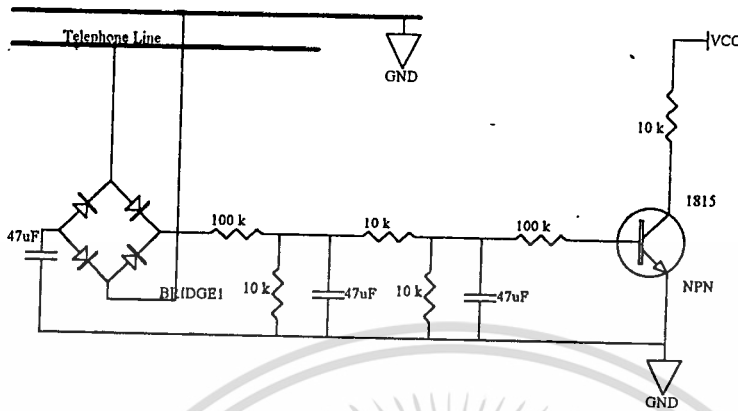 Telephone Line
GND
VCC
10 k
1815
100 k
10 k
100 k
47uF
BRIDGE1
10 k
47uF
10 k
47uF
NPN
GND